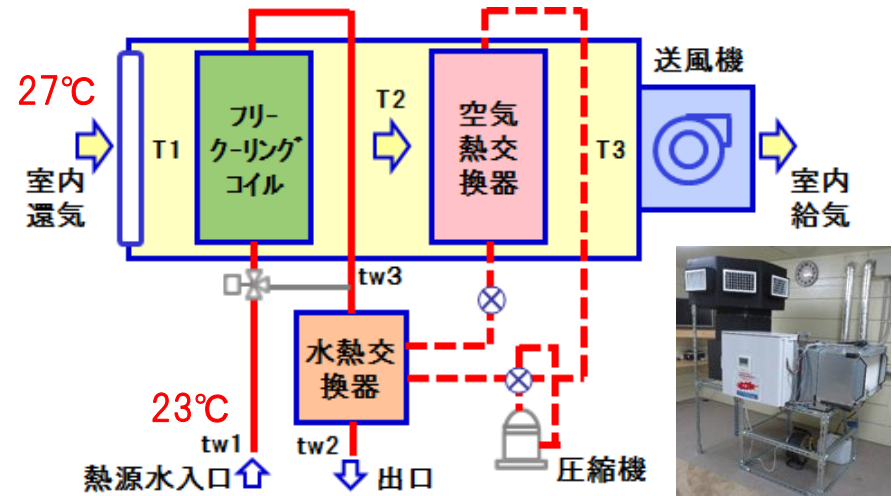 27℃
室内
還気
T1
フリー
クーリング
コイル
T2
空気
熱交
換器
T3
送風機
室内
給気
tw3
水熱交
換器
23℃
tw1
熱源水入口
tw2
出口
圧縮機